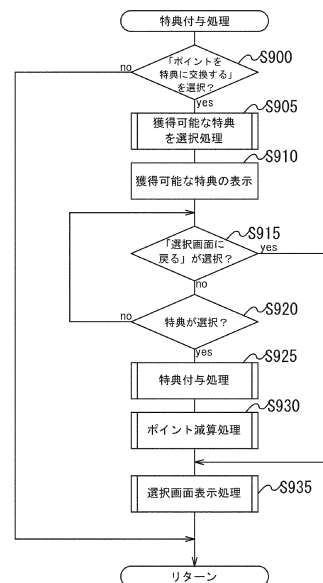 特典付与処理
S900
「ポイントを
特典に交換する」
を選択？
no
yes
S905
獲得可能な特典
を選択処理
S910
獲得可能な特典の表示
S915
「選択画面に
戻る」が選択？
yes
no
S920
特典が選択？
no
yes
S925
特典付与処理
S930
ポイント減算処理
S935
選択画面表示処理
リターン